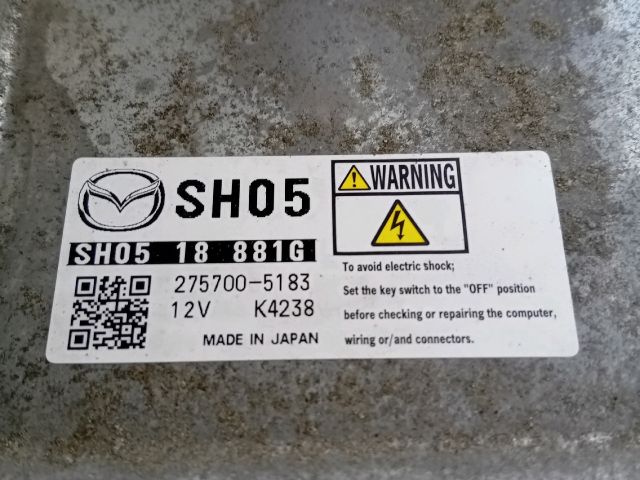 SH05
SH05 18 881G
275700-5183
12V K4238
MADE IN JAPAN
WARNING
To avoid electric shock;
Set the key switch to the "OFF" position
before checking or repairing the computer,
wiring or/and connectors.